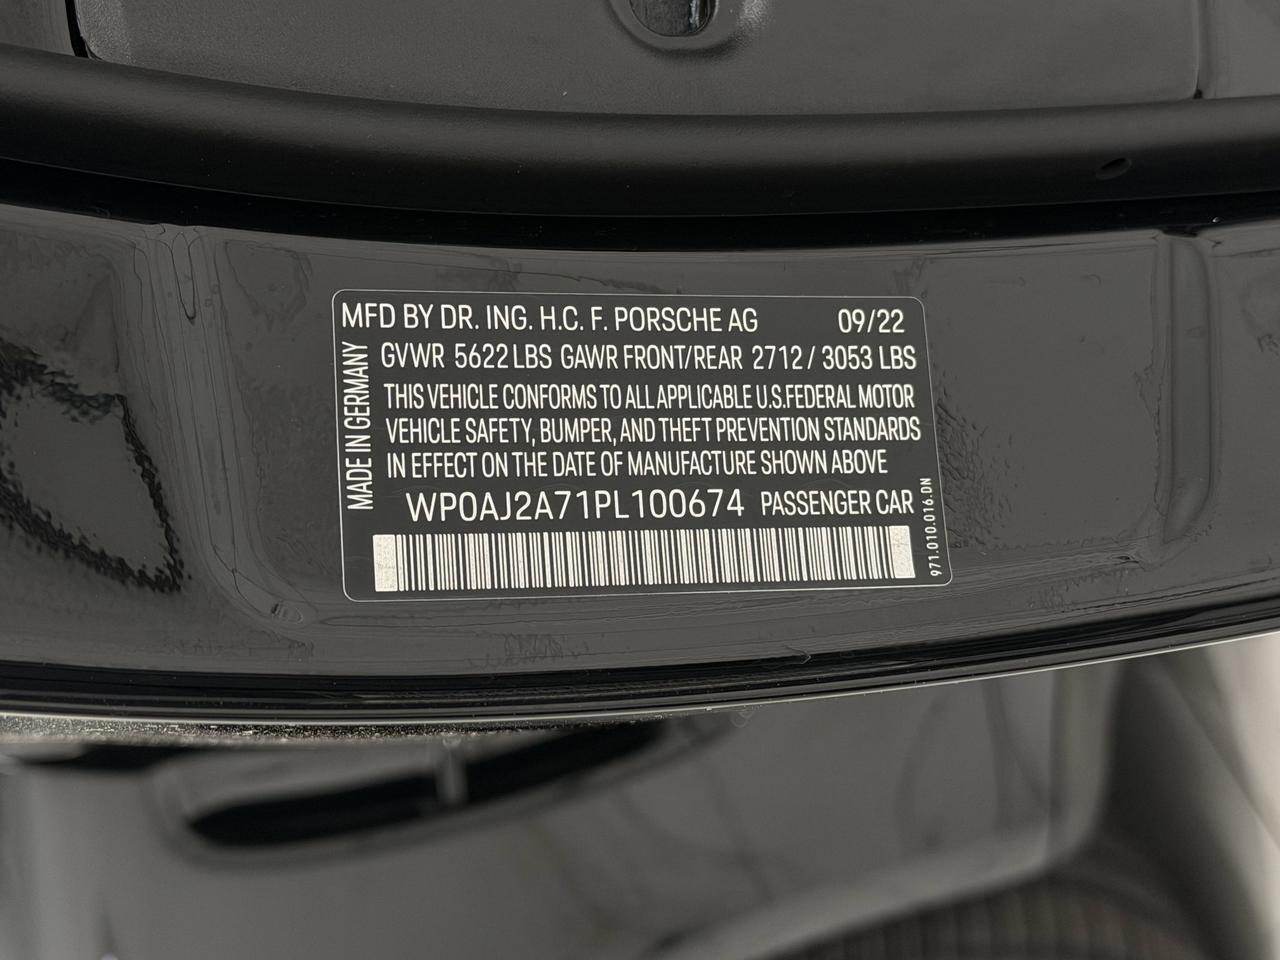 MFD BY DR. ING. H.C. F. PORSCHE AG 09/22
GVWR 5622 LBS GAWR FRONT/REAR 2712 / 3053 LBS
THIS VEHICLE CONFORMS TO ALL APPLICABLE U.S.FEDERAL MOTOR
VEHICLE SAFETY, BUMPER, AND THEFT PREVENTION STANDARDS
IN EFFECT ON THE DATE OF MANUFACTURE SHOWN ABOVE
WP0AJ2A71PL100674 PASSENGER CAR
MADE IN GERMANY
971.010.016.DN